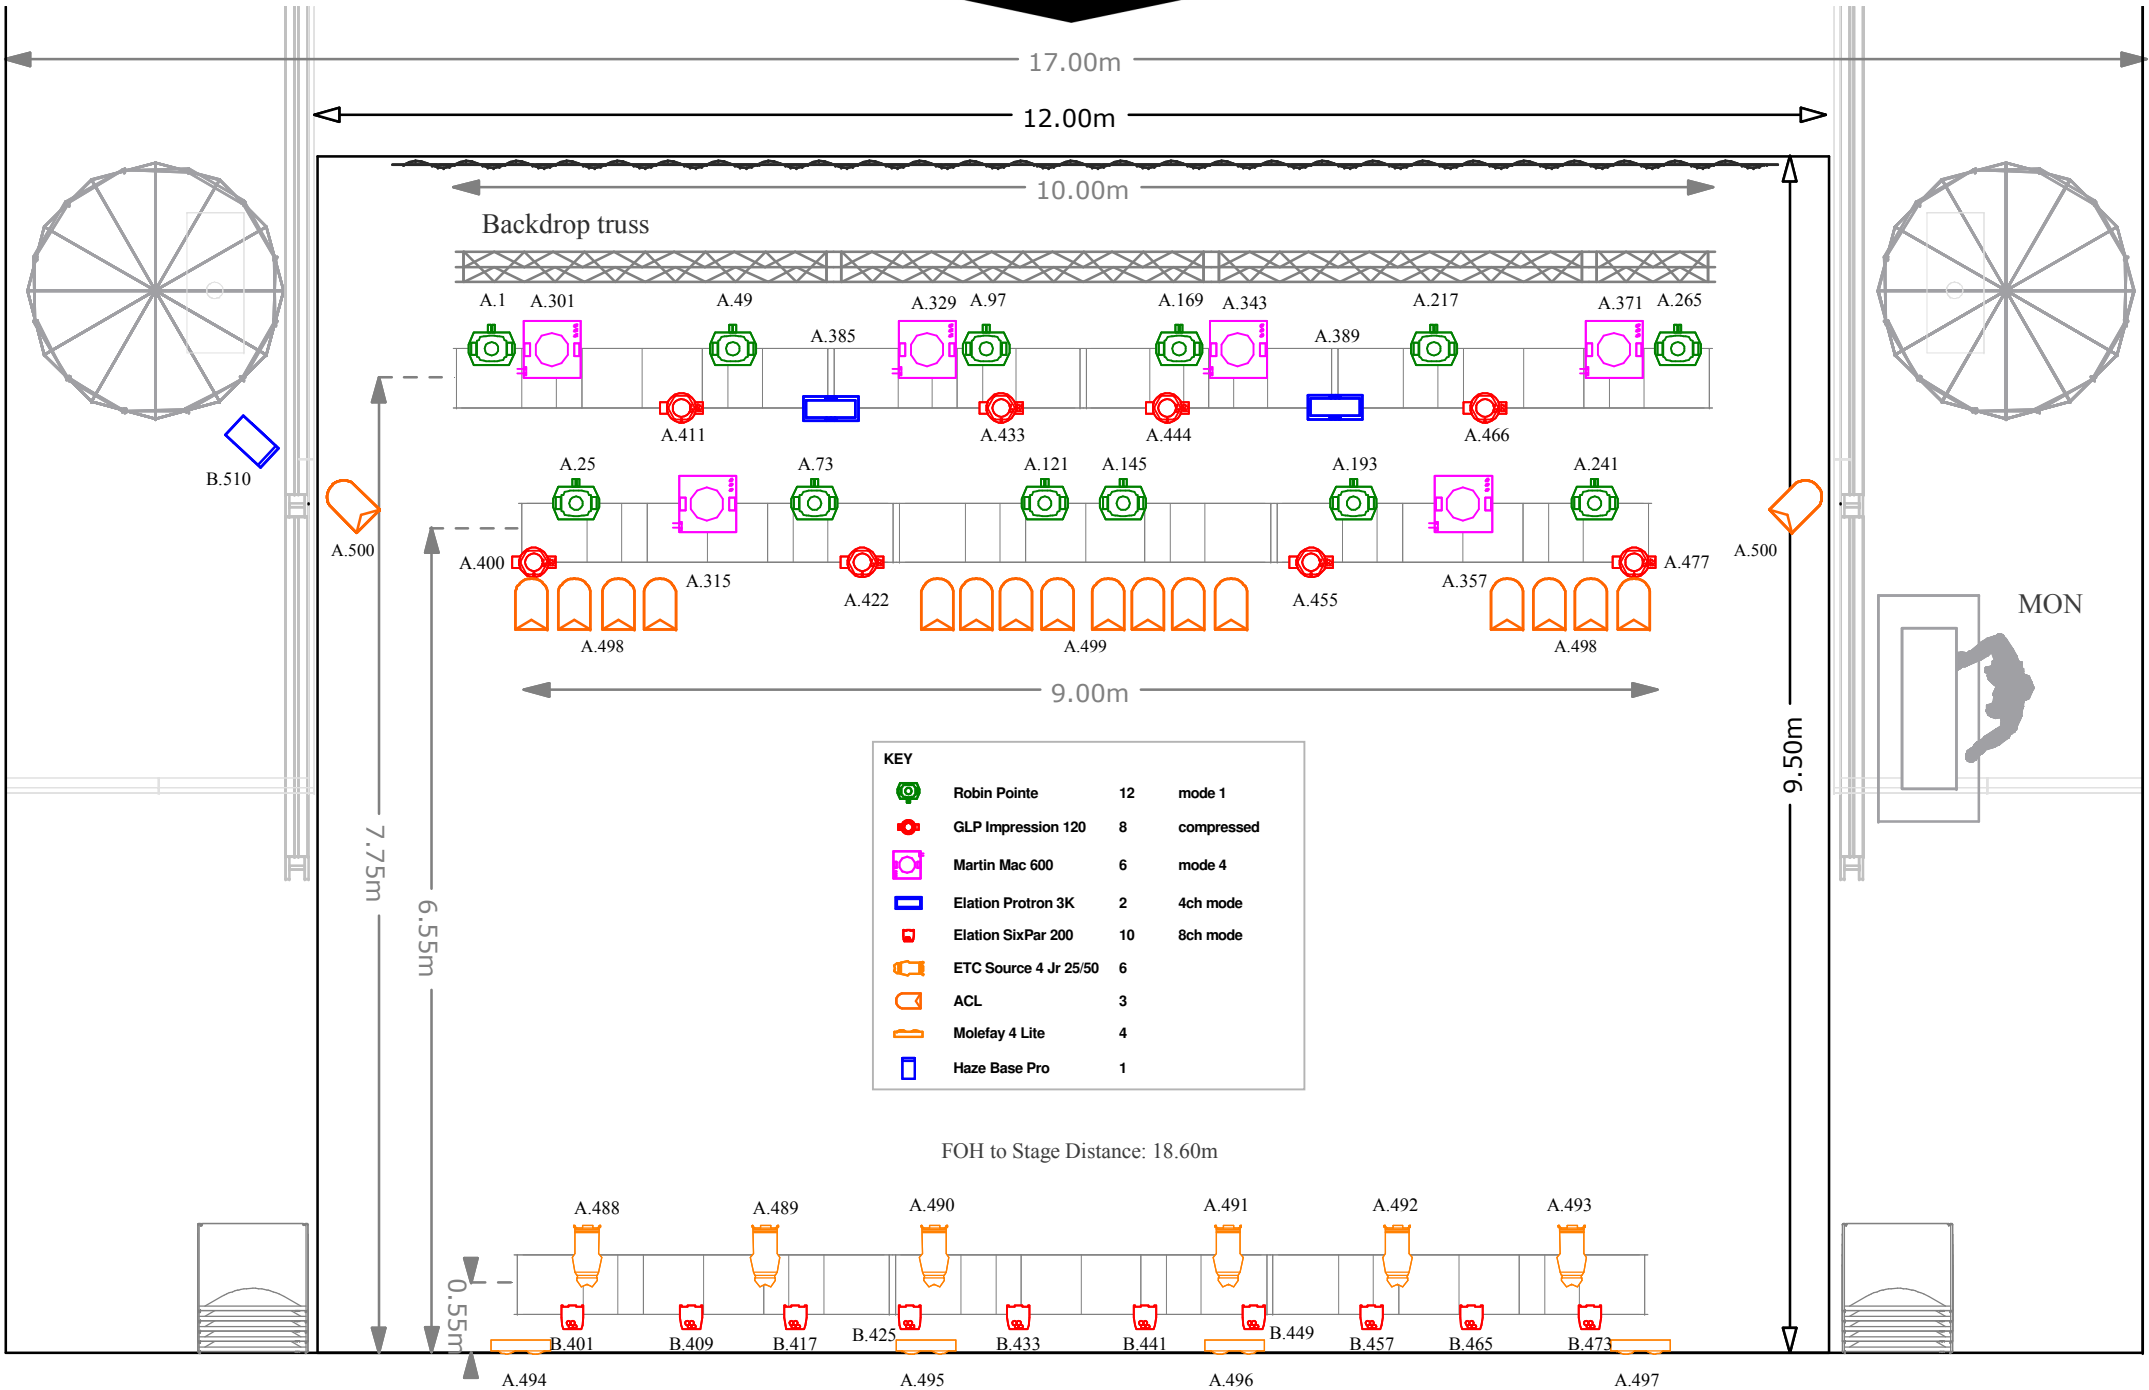 17.00m
12.00m
10.00m
Backdrop truss
A.1 A.301 A.49 A.329 A.97 A.169 A.343 A.217 A.371 A.265
A.385 A.389
A.411 A.433 A.444 A.466
B.510 A.25 A.73 A.121 A.145 A.193 A.241
A.500 A.500
A.400 A.477
A.315 A.357
A.422 A.455
MON
A.498 A.499 A.498
9.00m
9.50m
7.75m
6.55m
KEY
Robin Pointe 12 mode 1
GLP Impression 120 8 compressed
Martin Mac 600 6 mode 4
Elation Protron 3K 2 4ch mode
Elation SixPar 200 10 8ch mode
ETC Source 4 Jr 25/50 6
ACL 3
Molefay 4 Lite 4
Haze Base Pro 1
FOH to Stage Distance: 18.60m
A.488 A.489 A.490 A.491 A.492 A.493
0.55m
B.401 B.409 B.417 B.425 B.433 B.441 B.449 B.457 B.465 B.473
A.494 A.495 A.496 A.497